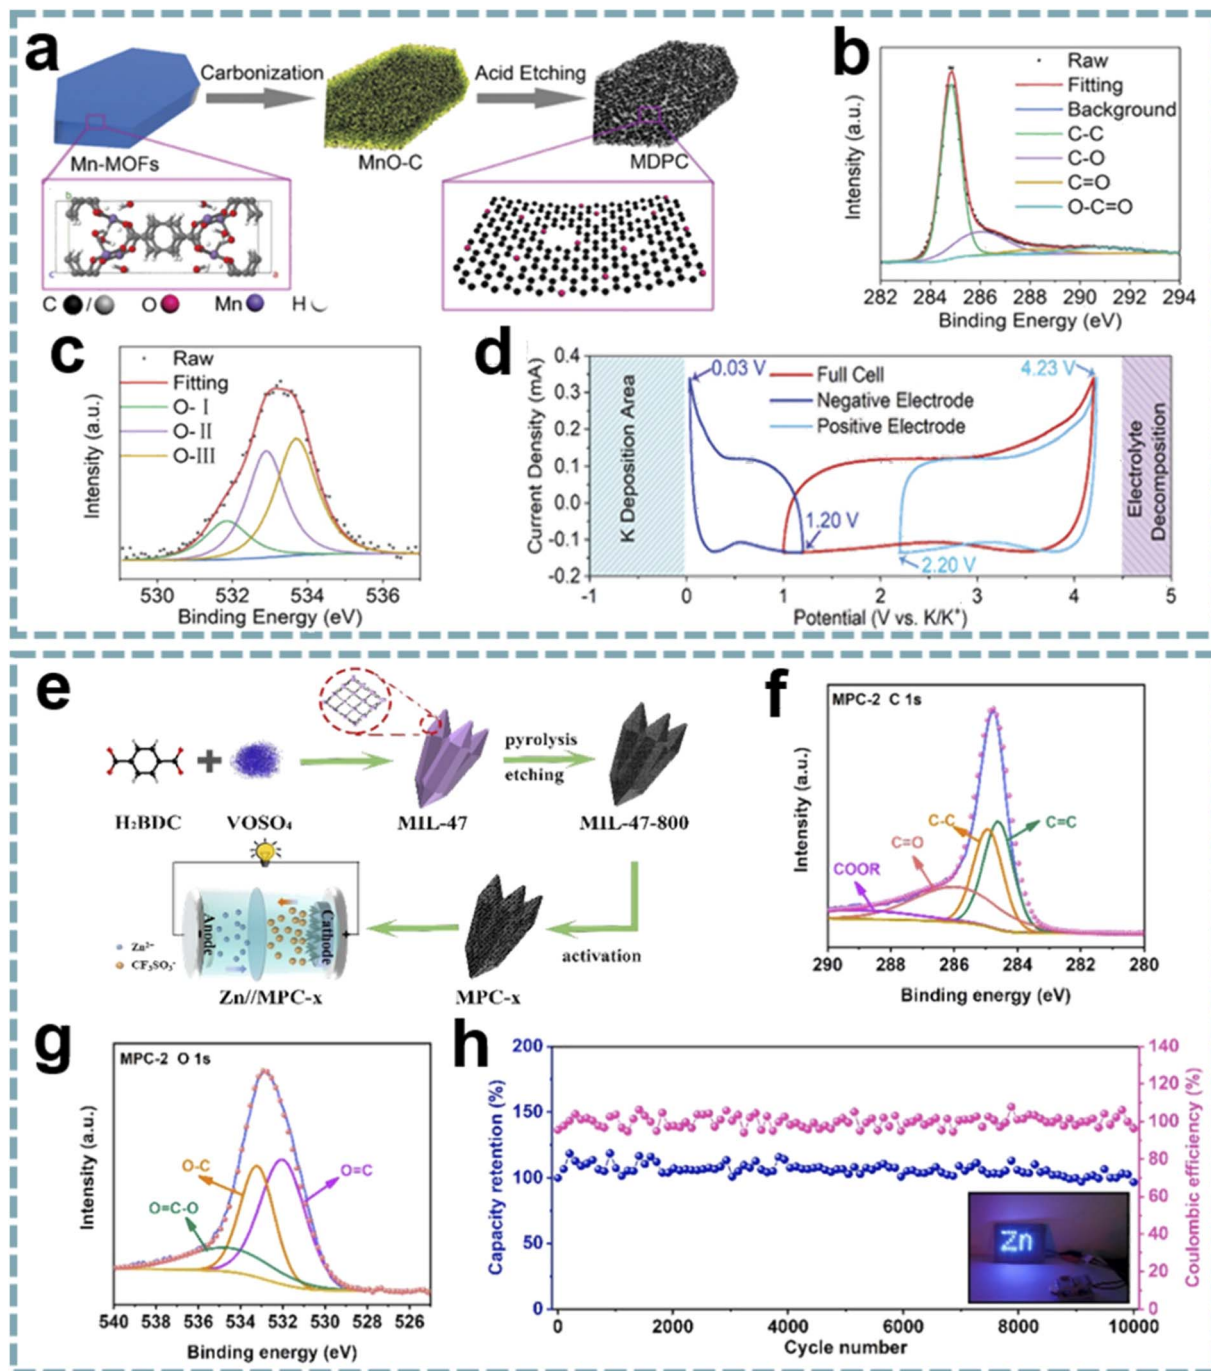 a
Carbonization
Acid Etching
Mn-MOFs
MnO-C
MDPC
b
c
a
C / O Mn H
b
Raw
Fitting
Background
C-C
C-O
C=O
O-C=O
Intensity (a.u.)
282 284 286 288 290 292 294
Binding Energy (eV)
c
Raw
Fitting
O- I
O- II
O-III
Intensity (a.u.)
530 532 534 536
Binding Energy (eV)
d
0.4
0.3
0.2
0.1
0.0
-0.1
-0.2
Current Density (mA)
K Deposition Area
0.03 V
Full Cell
Negative Electrode
Positive Electrode
4.23 V
1.20 V
2.20 V
Electrolyte
Decomposition
-1 0 1 2 3 4 5
Potential (V vs. K/K⁺)
e
H₂BDC
VOSO₄
MIL-47
pyrolysis
etching
MIL-47-800
activation
MPC-x
Anode
Cathode
Zn²⁺
CF₃SO₃⁻
Zn//MPC-x
f
MPC-2 C 1s
Intensity (a.u.)
C-C
C=C
C=O
COOR
290 288 286 284 282 280
Binding energy (eV)
g
MPC-2 O 1s
Intensity (a.u.)
O-C
O=C
O=C-O
540 538 536 534 532 530 528 526
Binding energy (eV)
h
200
150
100
50
0
Capacity retention (%)
140
120
100
80
60
40
20
0
Coulombic efficiency (%)
Zn
0 2000 4000 6000 8000 10000
Cycle number